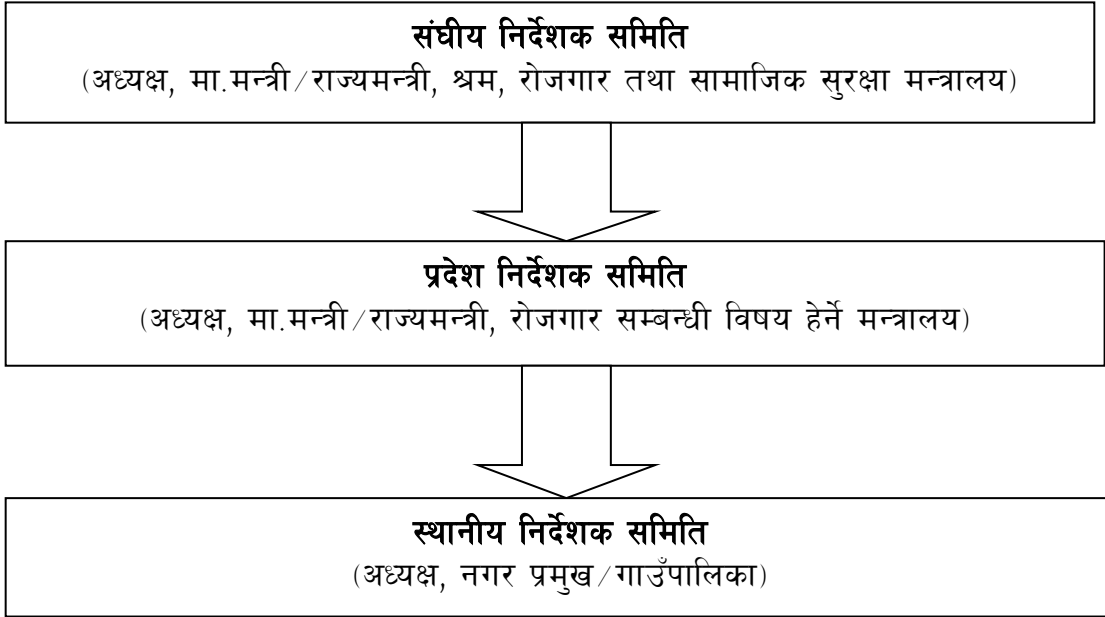 संघीय निर्देशक समिति
(अध्यक्ष, मा.मन्त्री/राज्यमन्त्री, श्रम, रोजगार तथा सामाजिक सुरक्षा मन्त्रालय)
प्रदेश निर्देशक समिति
(अध्यक्ष, मा.मन्त्री/राज्यमन्त्री, रोजगार सम्बन्धी विषय हेर्ने मन्त्रालय)
स्थानीय निर्देशक समिति
(अध्यक्ष, नगर प्रमुख/गाउँपालिका)